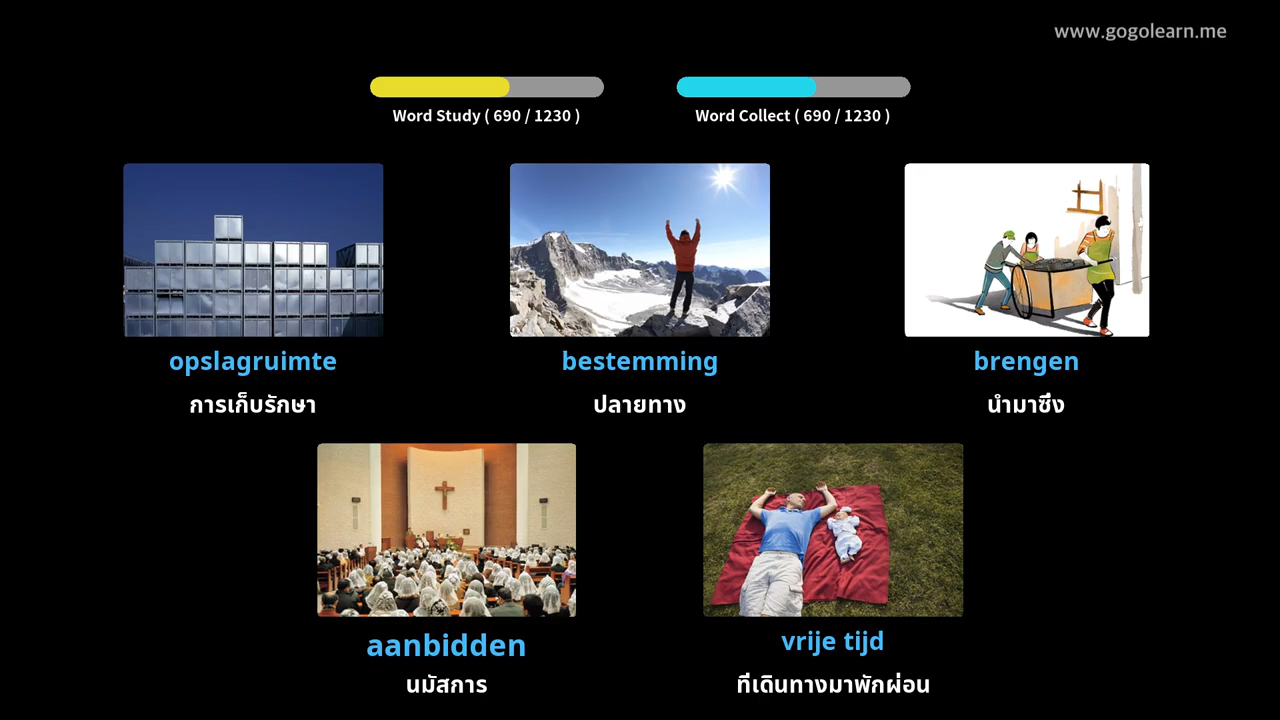 www.gogolearn.me
Word Study ( 690 / 1230 )
Word Collect ( 690 / 1230 )
opslagruimte
bestemming
brengen
การเก็บรักษา
ปลายทาง
นำมาซึ่ง
aanbidden
vrije tijd
นมัสการ
ที่เดินทางมาพักผ่อน